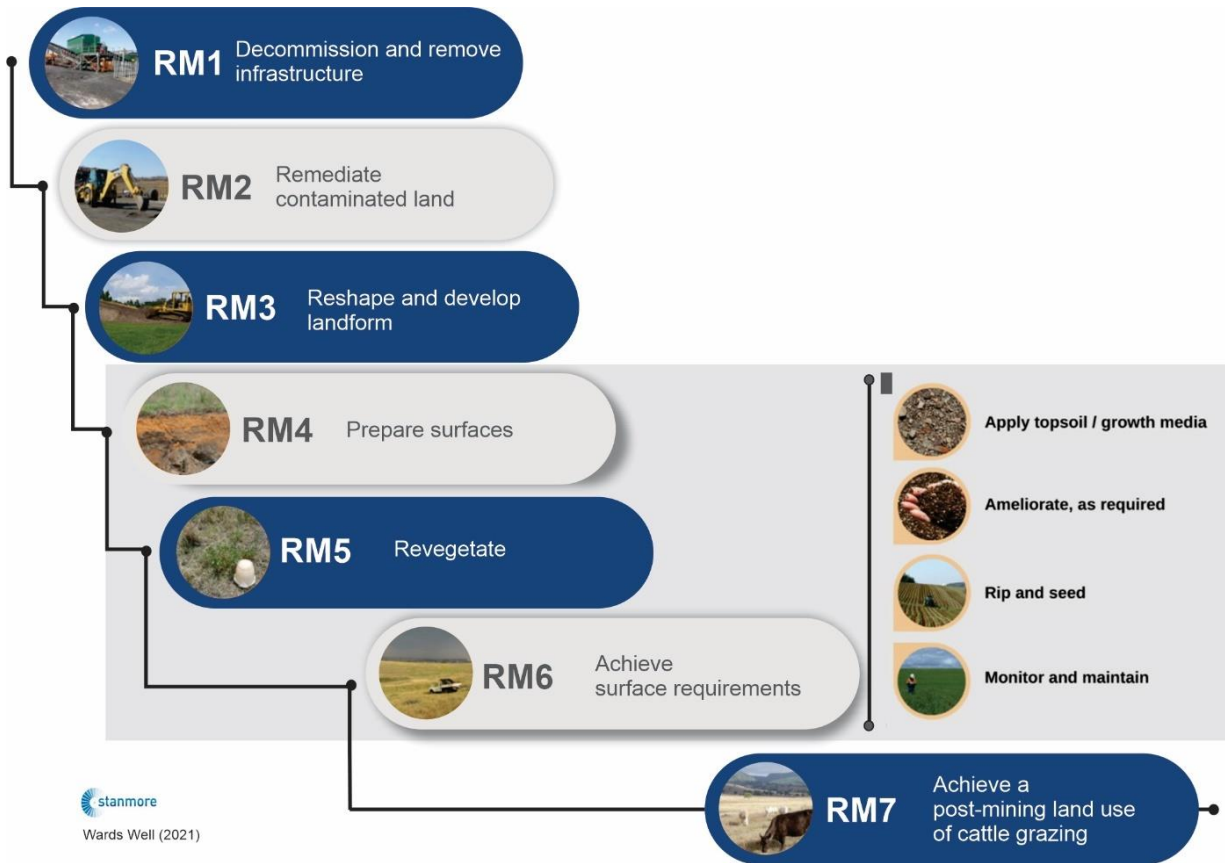 RM1
Decommission and remove
infrastructure
RM2
Remediate
contaminated land
RM3
Reshape and develop
landform
RM4
Prepare surfaces
RM5
Revegetate
RM6
Achieve
surface requirements
Apply topsoil / growth media
Ameliorate, as required
Rip and seed
Monitor and maintain
RM7
Achieve a
post-mining land use
of cattle grazing
stanmore
Wards Well (2021)